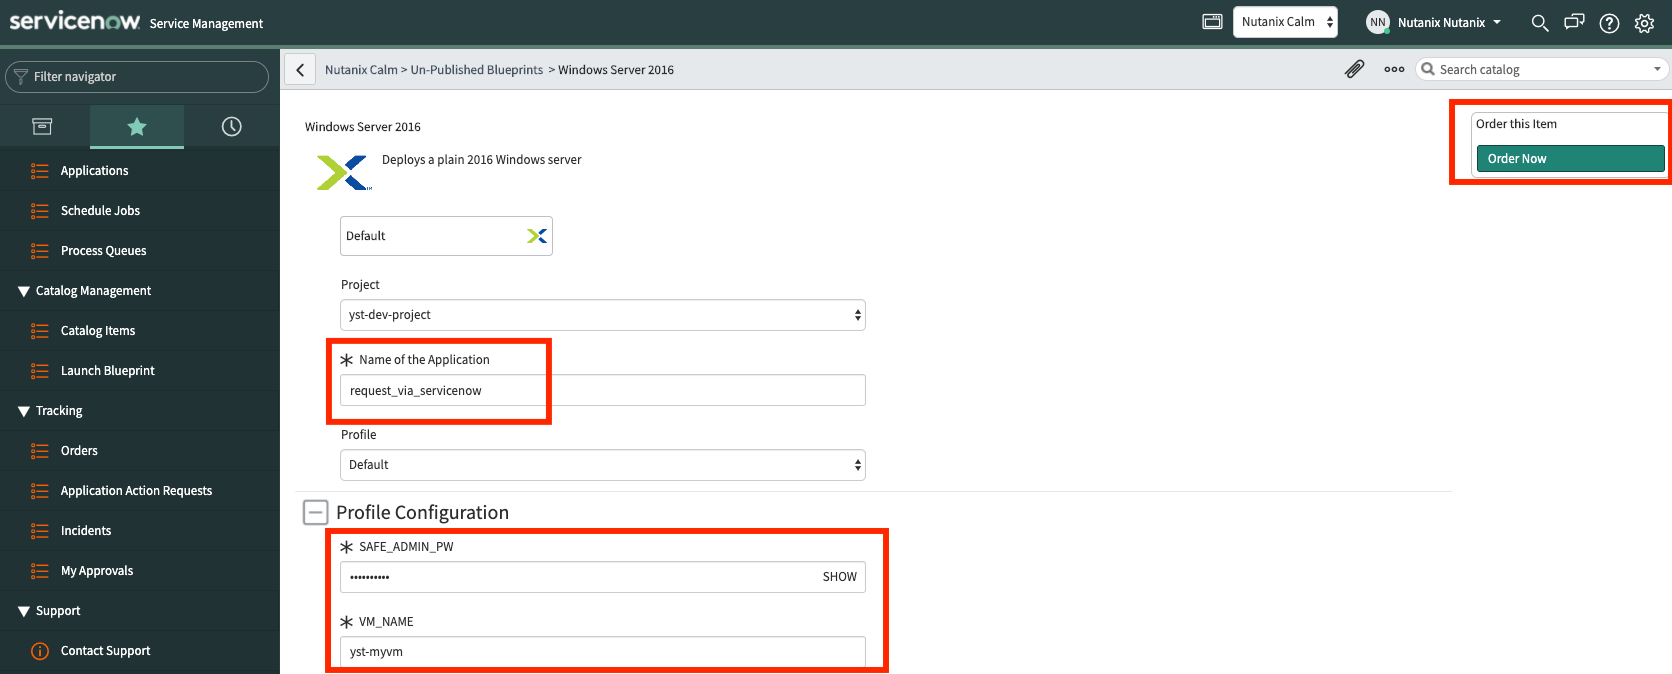 servicenow Service Management
Nutanix Calm
NN Nutanix Nutanix
Filter navigator
Applications
Schedule Jobs
Process Queues
Catalog Management
Catalog Items
Launch Blueprint
Tracking
Orders
Application Action Requests
Incidents
My Approvals
Support
Contact Support
Nutanix Calm > Un-Published Blueprints > Windows Server 2016
Search catalog
Windows Server 2016
Deploys a plain 2016 Windows server
Default
Project
yst-dev-project
Name of the Application
request_via_servicenow
Profile
Default
Profile Configuration
SAFE_ADMIN_PW
•••••••••• SHOW
VM_NAME
yst-myvm
Order this Item
Order Now